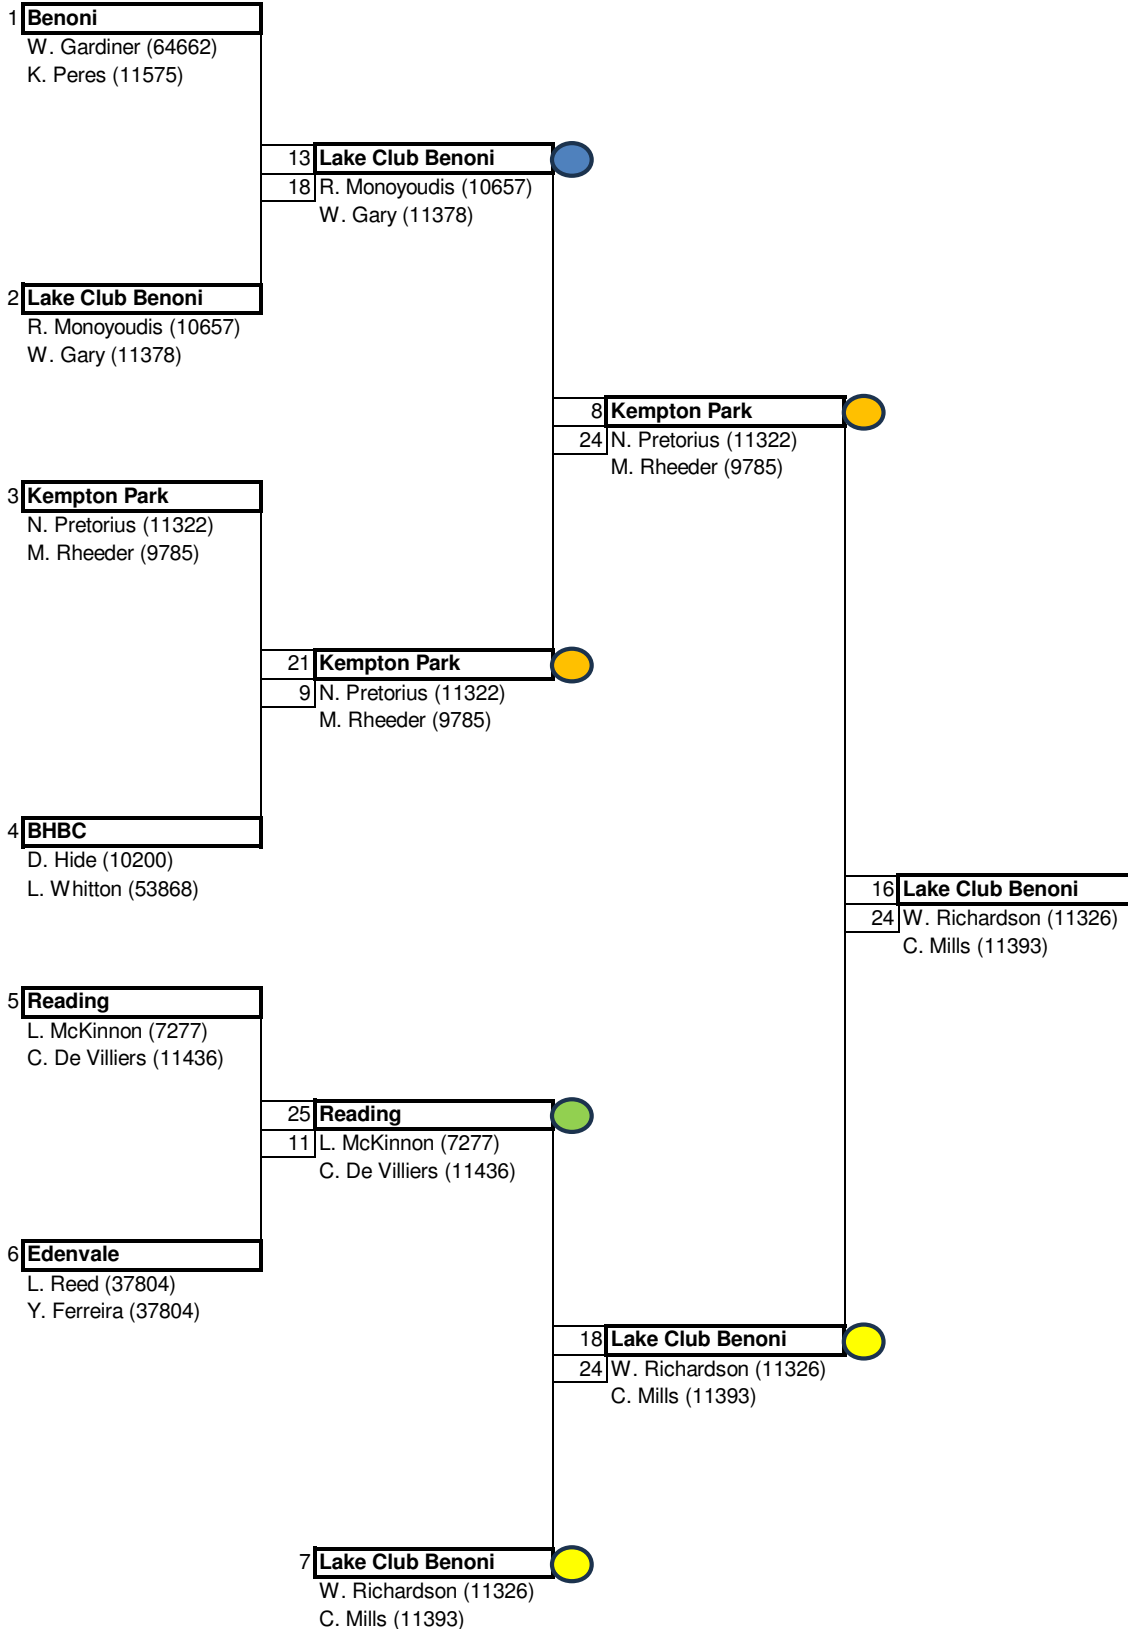 1 Benoni
W. Gardiner (64662)
K. Peres (11575)
13 Lake Club Benoni
18 R. Monoyoudis (10657)
W. Gary (11378)
2 Lake Club Benoni
R. Monoyoudis (10657)
W. Gary (11378)
8 Kempton Park
24 N. Pretorius (11322)
M. Rheeder (9785)
3 Kempton Park
N. Pretorius (11322)
M. Rheeder (9785)
21 Kempton Park
9 N. Pretorius (11322)
M. Rheeder (9785)
4 BHBC
D. Hide (10200)
L. Whitton (53868)
16 Lake Club Benoni
24 W. Richardson (11326)
C. Mills (11393)
5 Reading
L. McKinnon (7277)
C. De Villiers (11436)
25 Reading
11 L. McKinnon (7277)
C. De Villiers (11436)
6 Edenvale
L. Reed (37804)
Y. Ferreira (37804)
18 Lake Club Benoni
24 W. Richardson (11326)
C. Mills (11393)
7 Lake Club Benoni
W. Richardson (11326)
C. Mills (11393)